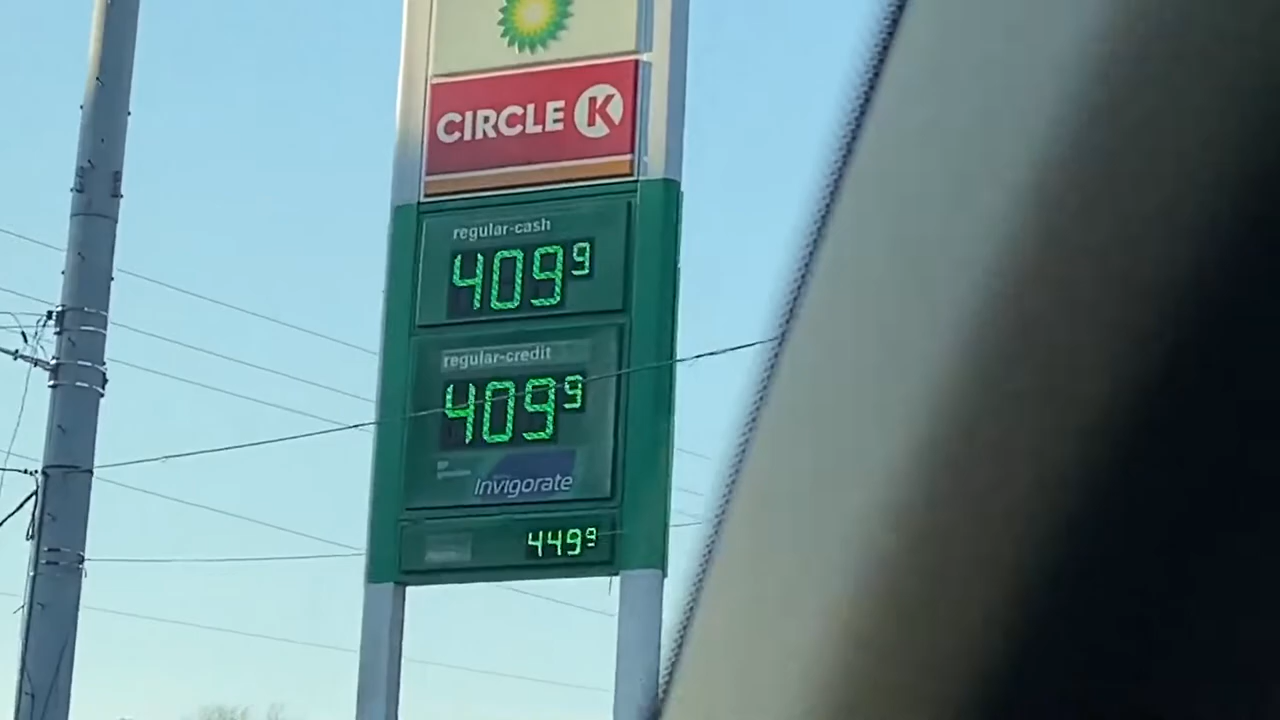 CIRCLE K
regular-cash
4099
regular-credit
4099
Invigorate
4499